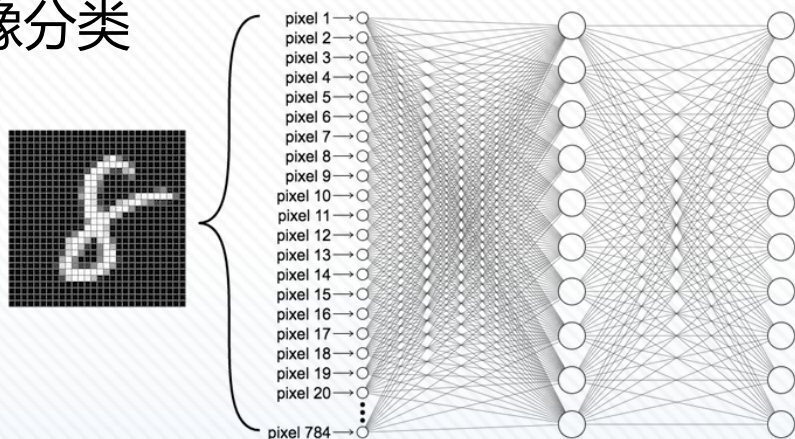 像分类
pixel 1
pixel 2
pixel 3
pixel 4
pixel 5
pixel 6
pixel 7
pixel 8
pixel 9
pixel 10
pixel 11
pixel 12
pixel 13
pixel 14
pixel 15
pixel 16
pixel 17
pixel 18
pixel 19
pixel 20
pixel 784